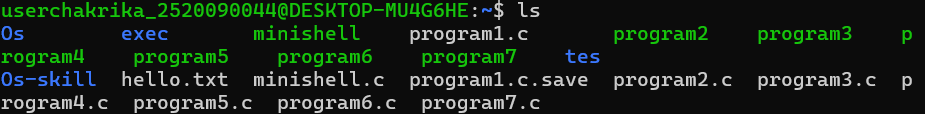 userchakrika_2520090044@DESKTOP-MU4G6HE:~$ ls
Os        exec       minishell    program1.c       program2    program3    p
rogram4    program5    program6    program7    tes
Os-skill  hello.txt  minishell.c  program1.c.save  program2.c  program3.c  p
rogram4.c  program5.c  program6.c  program7.c